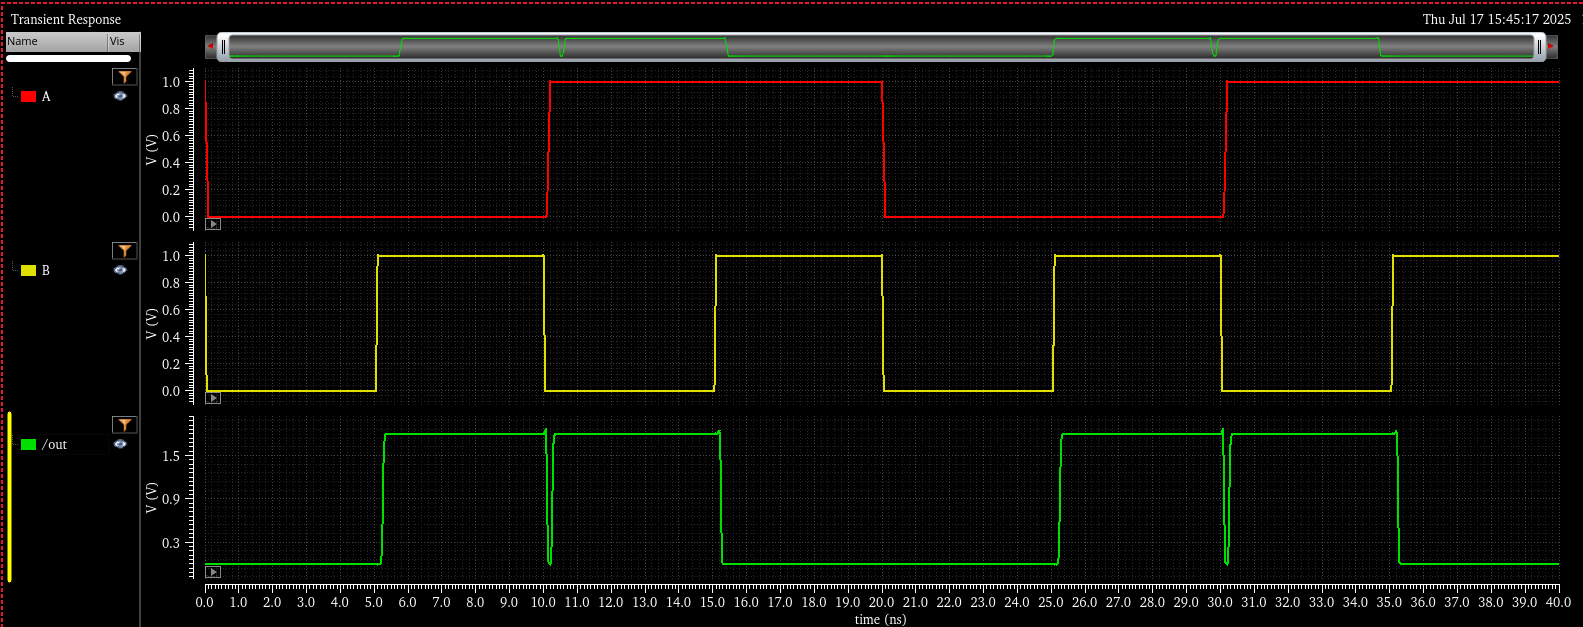 Transient Response
Thu Jul 17 15:45:17 2025
Name Vis
A
1.0
0.8
0.6
0.4
0.2
0.0
V (V)
B
1.0
0.8
0.6
0.4
0.2
0.0
V (V)
/out
1.5
0.9
0.3
V (V)
0.0 1.0 2.0 3.0 4.0 5.0 6.0 7.0 8.0 9.0 10.0 11.0 12.0 13.0 14.0 15.0 16.0 17.0 18.0 19.0 20.0 21.0 22.0 23.0 24.0 25.0 26.0 27.0 28.0 29.0 30.0 31.0 32.0 33.0 34.0 35.0 36.0 37.0 38.0 39.0 40.0
time (ns)